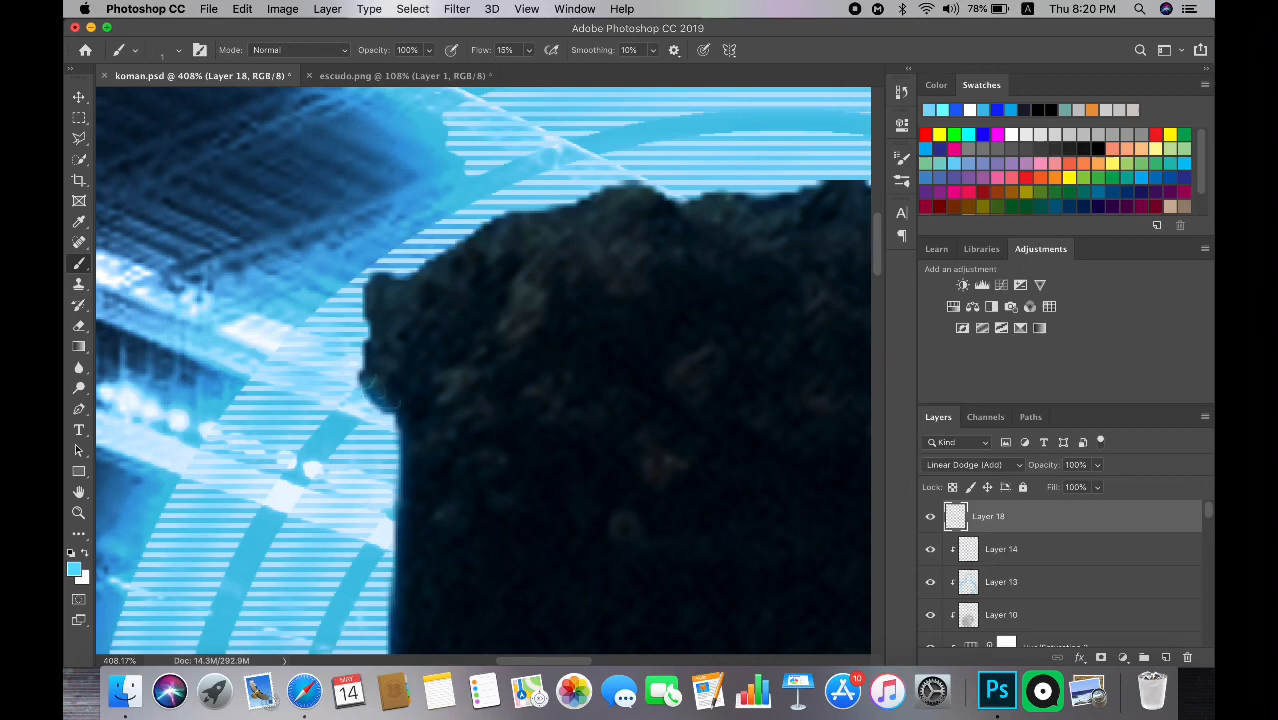 Photoshop CC File Edit Image Layer Type Select Filter 3D View Window Help 78% A Thu 8:20 PM
Adobe Photoshop CC 2019
1 Mode: Normal Opacity: 100% Flow: 15% Smoothing: 10%
koman.psd @ 408% (Layer 18, RGB/8) * escudo.png @ 108% (Layer 1, RGB/8) *
Color Swatches
Learn Libraries Adjustments
Add an adjustment
Layers Channels Paths
Kind
Linear Dodge (Add) Opacity: 100%
Lock: Fill: 100%
Layer 18
Layer 14
Layer 13
Layer 10
408.17% Doc: 14.3M/292.9M
MAY
14
10
Ps